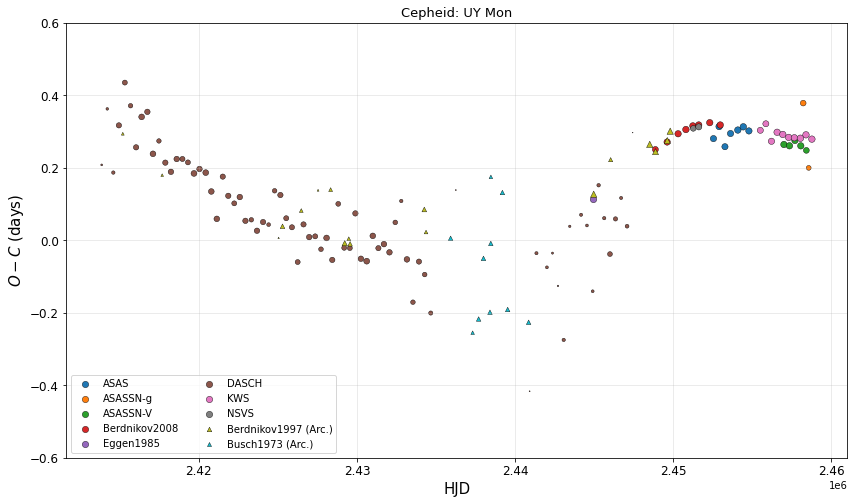 Cepheid: UY Mon
O − C (days)
0.6
0.4
0.2
0.0
−0.2
−0.4
−0.6
ASAS
ASASSN-g
ASASSN-V
Berdnikov2008
Eggen1985
DASCH
KWS
NSVS
Berdnikov1997 (Arc.)
Busch1973 (Arc.)
2.42 2.43 2.44 2.45 2.46
1e6
HJD